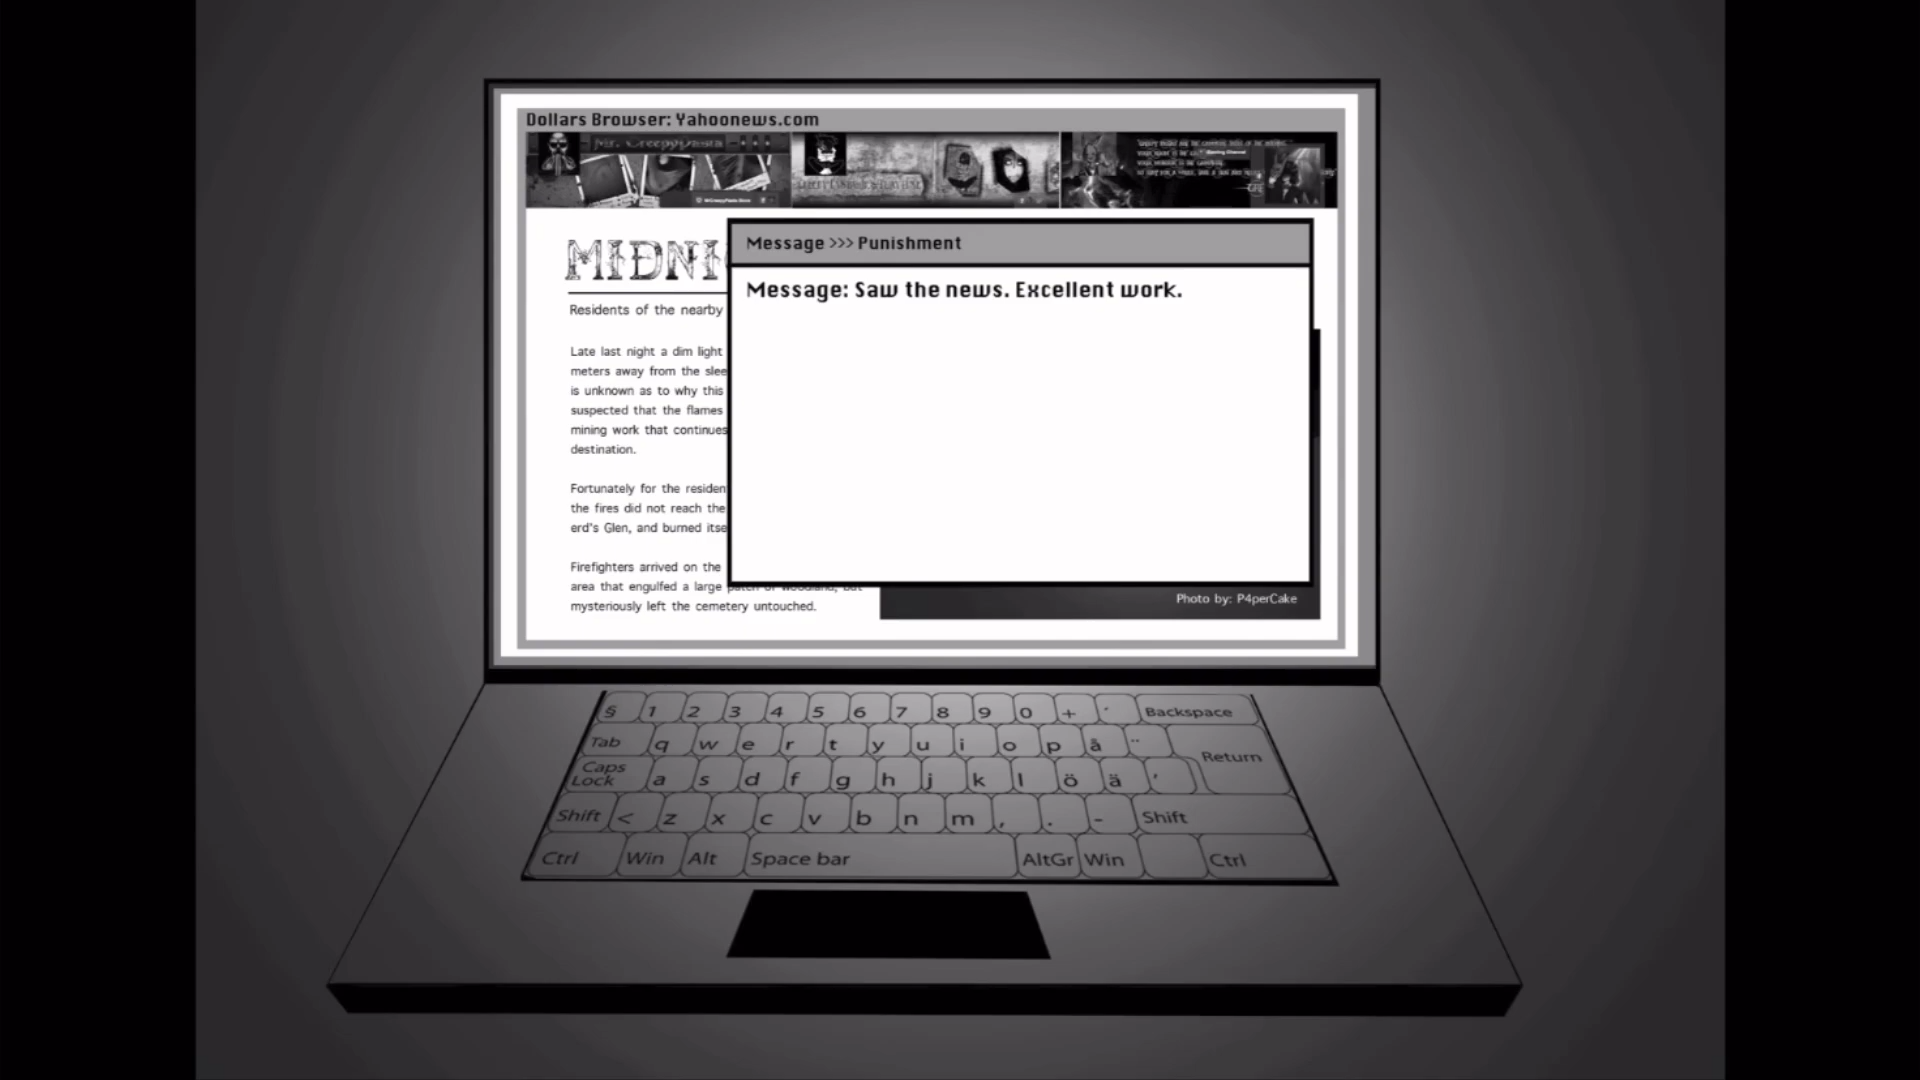 Dollars Browser: Yahoonews.com
Mr. CreepyPasta
MIDNI
Message >>> Punishment
Message: Saw the news. Excellent work.
Residents of the nearby
Late last night a dim light
meters away from the slee
is unknown as to why this
suspected that the flames
mining work that continues
destination.
Fortunately for the residen
the fires did not reach the
erd's Glen, and burned itse
Firefighters arrived on the
area that engulfed a large patch of woodland, but
mysteriously left the cemetery untouched.
Photo by: P4perCake
§ 1 2 3 4 5 6 7 8 9 0 + ´ Backspace
Tab q w e r t y u i o p å ¨ Return
Caps Lock a s d f g h j k l ö ä '
Shift < z x c v b n m , . - Shift
Ctrl Win Alt Space bar AltGr Win Ctrl